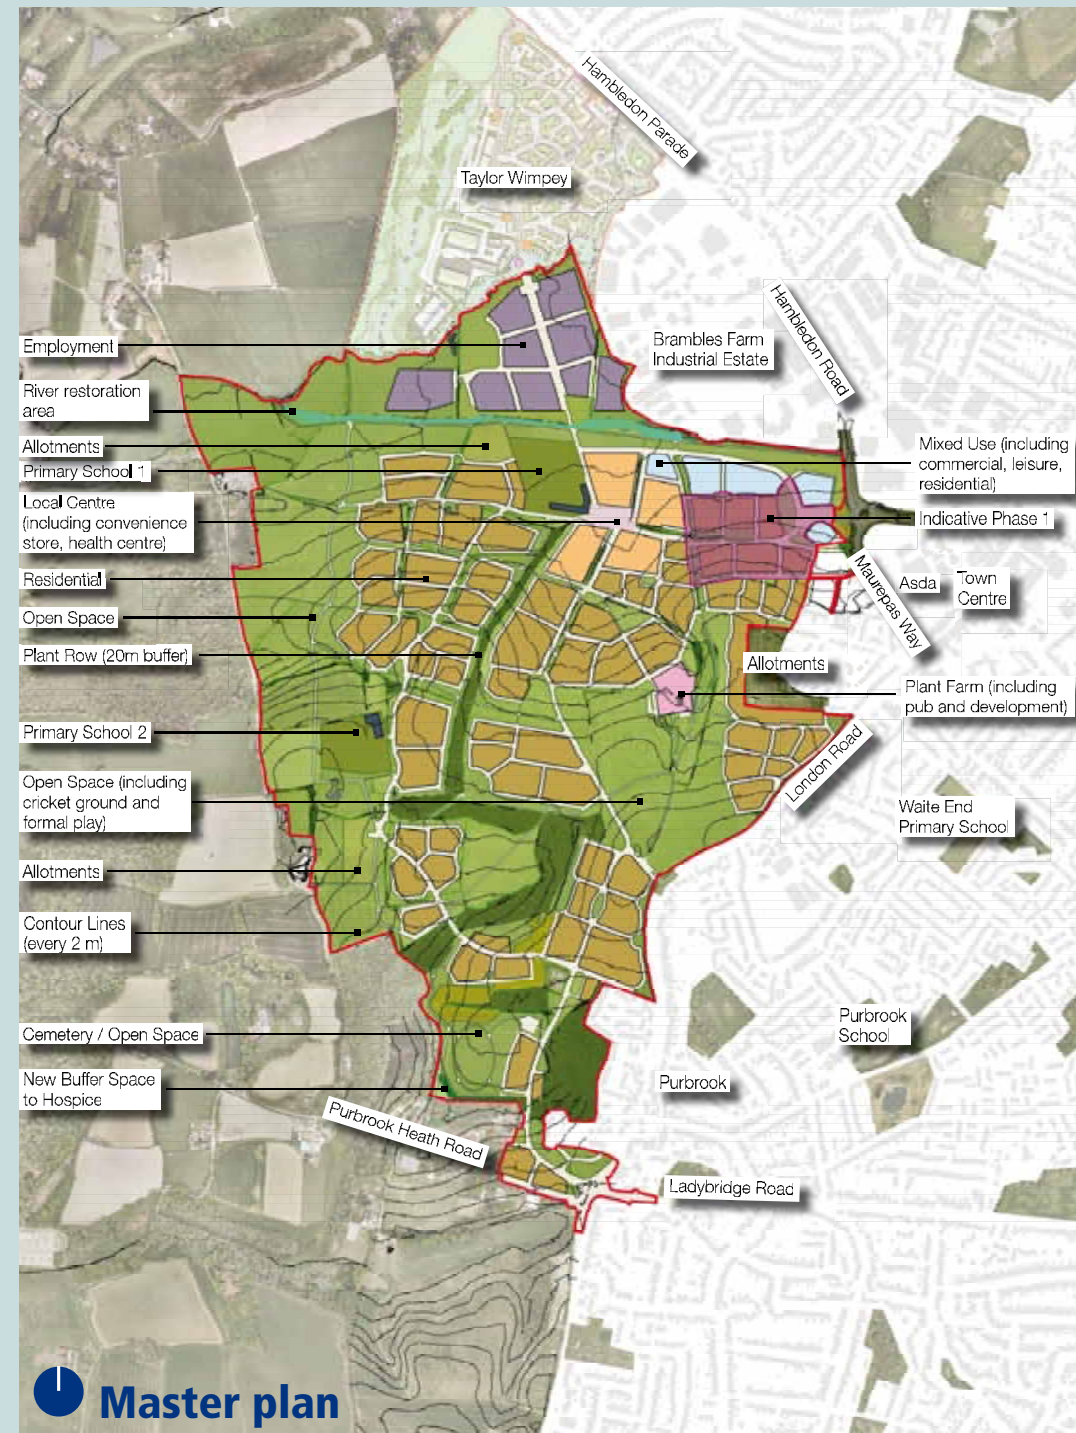 Hambledon Parade
Taylor Wimpey
Hambledon Road
Employment
Brambles Farm
Industrial Estate
River restoration
area
Allotments
Primary School 1
Local Centre
(including convenience
store, health centre)
Residential
Open Space
Plant Row (20m buffer)
Primary School 2
Open Space (including
cricket ground and
formal play)
Allotments
Contour Lines
(every 2 m)
Cemetery / Open Space
New Buffer Space
to Hospice
Mixed Use (including
commercial, leisure,
residential)
Indicative Phase 1
Maurepas Way
Asda
Town
Centre
Allotments
Plant Farm (including
pub and development)
London Road
Waite End
Primary School
Purbrook
School
Purbrook
Purbrook Heath Road
Ladybridge Road
Master plan